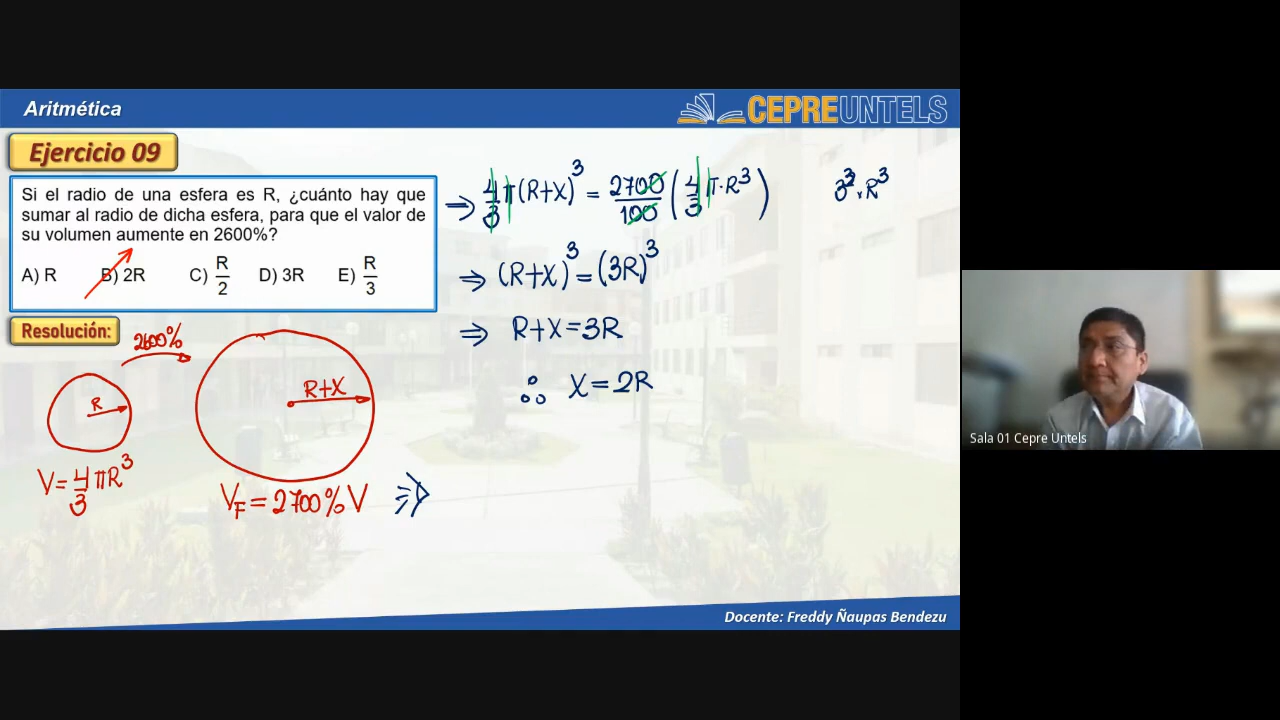 Aritmética
CEPREUNTELS
Ejercicio 09
Si el radio de una esfera es R, ¿cuánto hay que
sumar al radio de dicha esfera, para que el valor de
su volumen aumente en 2600%?
A) R B) 2R C) R/2 D) 3R E) R/3
Resolución:
2600%
R
R+X
V=4/3 πR³
V_F = 2700% V ⇒
⇒ 4/3 π(R+X)³ = 2700/100 (4/3 π·R³)
3³·R³
⇒ (R+X)³ = (3R)³
⇒ R+X=3R
∴ X=2R
Sala 01 Cepre Untels
Docente: Freddy Ñaupas Bendezu